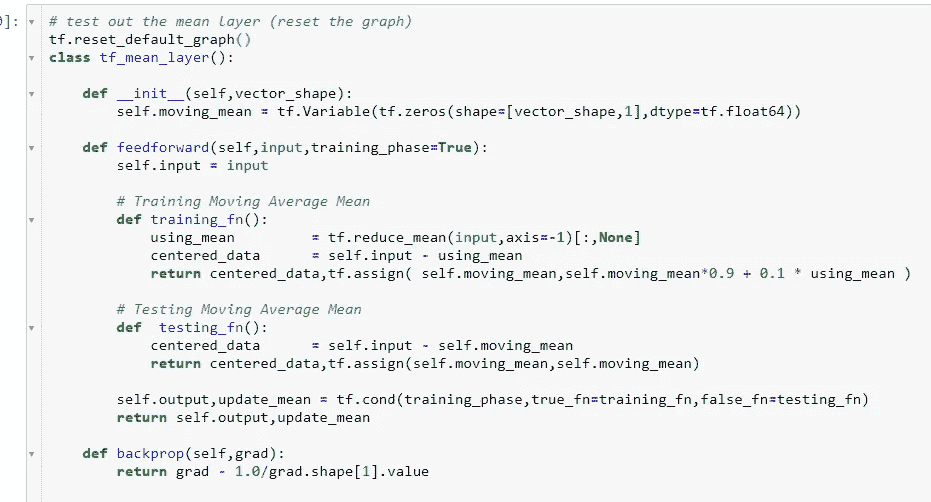 ]:
# test out the mean layer (reset the graph)
tf.reset_default_graph()
class tf_mean_layer():
def __init__(self,vector_shape):
self.moving_mean = tf.Variable(tf.zeros(shape=[vector_shape,1],dtype=tf.float64))
def feedforward(self,input,training_phase=True):
self.input = input
# Training Moving Average Mean
def training_fn():
using_mean = tf.reduce_mean(input,axis=-1)[:,None]
centered_data = self.input - using_mean
return centered_data,tf.assign( self.moving_mean,self.moving_mean*0.9 + 0.1 * using_mean )
# Testing Moving Average Mean
def  testing_fn():
centered_data = self.input - self.moving_mean
return centered_data,tf.assign(self.moving_mean,self.moving_mean)
self.output,update_mean = tf.cond(training_phase,true_fn=training_fn,false_fn=testing_fn)
return self.output,update_mean
def backprop(self,grad):
return grad - 1.0/grad.shape[1].value